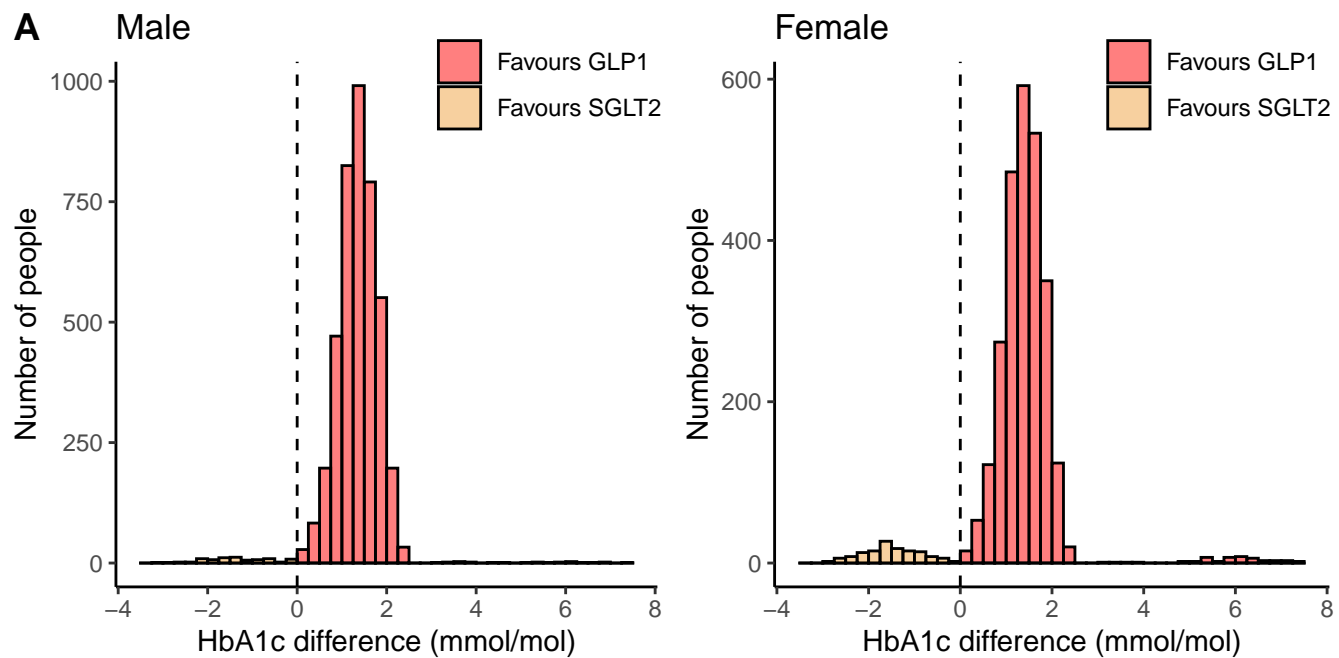 A
Male
Favours GLP1
Favours SGLT2
1000
750
500
250
0
Number of people
−4 −2 0 2 4 6 8
HbA1c difference (mmol/mol)
Female
Favours GLP1
Favours SGLT2
600
400
200
0
Number of people
−4 −2 0 2 4 6 8
HbA1c difference (mmol/mol)